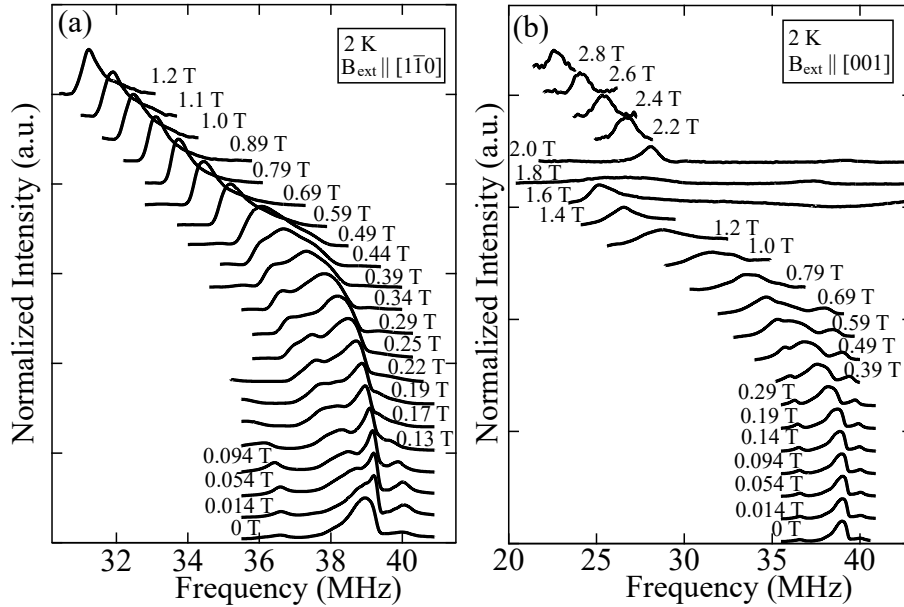 (a)
2 K
B_ext || [11̅0]
1.2 T
1.1 T
1.0 T
0.89 T
0.79 T
0.69 T
0.59 T
0.49 T
0.44 T
0.39 T
0.34 T
0.29 T
0.25 T
0.22 T
0.19 T
0.17 T
0.13 T
0.094 T
0.054 T
0.014 T
0 T
Normalized Intensity (a.u.)
32 34 36 38 40
Frequency (MHz)
(b)
2 K
B_ext || [001]
2.8 T
2.6 T
2.4 T
2.2 T
2.0 T
1.8 T
1.6 T
1.4 T
1.2 T
1.0 T
0.79 T
0.69 T
0.59 T
0.49 T
0.39 T
0.29 T
0.19 T
0.14 T
0.094 T
0.054 T
0.014 T
0 T
Normalized Intensity (a.u.)
20 25 30 35 40
Frequency (MHz)